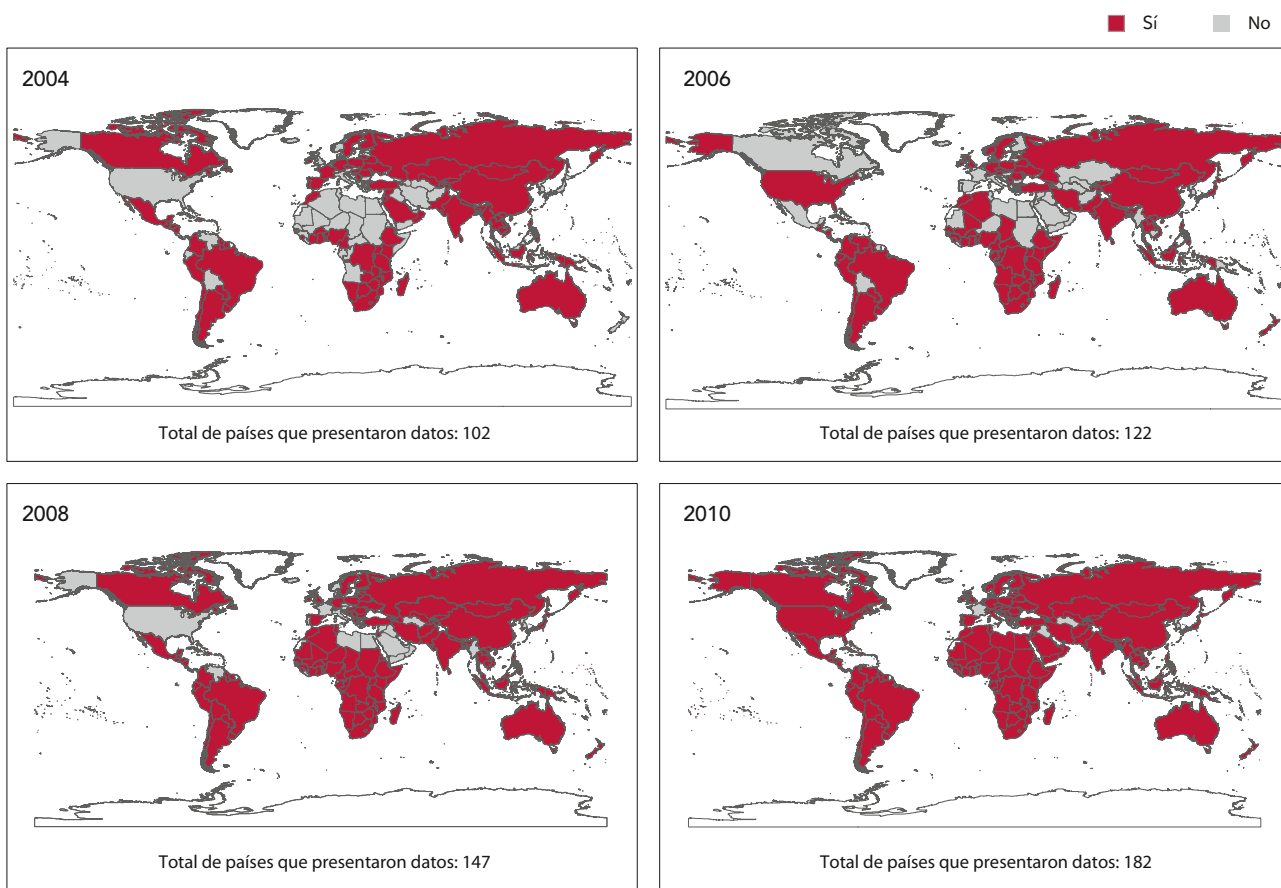 Sí No
2004
Total de países que presentaron datos: 102
2006
Total de países que presentaron datos: 122
2008
Total de países que presentaron datos: 147
2010
Total de países que presentaron datos: 182